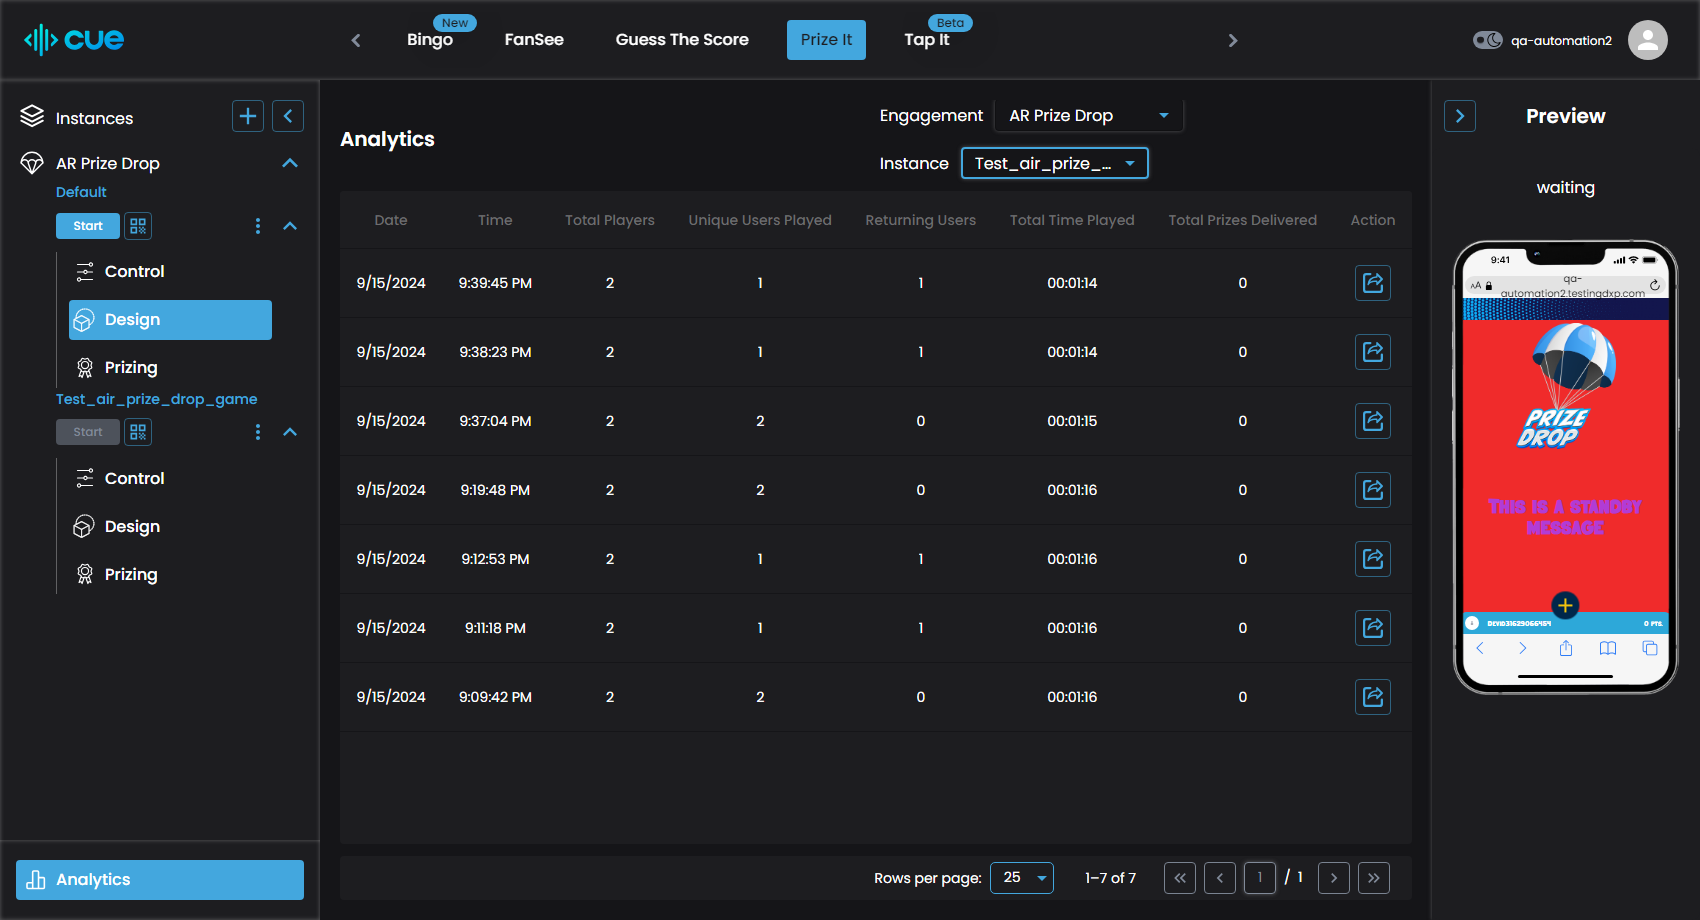 cue
Bingo
New
FanSee
Guess The Score
Prize It
Tap It
Beta
qa-automation2
Instances
AR Prize Drop
Default
Start
Control
Design
Prizing
Test_air_prize_drop_game
Start
Control
Design
Prizing
Analytics
Analytics
Engagement AR Prize Drop
Instance Test_air_prize_...
Date Time Total Players Unique Users Played Returning Users Total Time Played Total Prizes Delivered Action
9/15/2024 9:39:45 PM 2 1 1 00:01:14 0
9/15/2024 9:38:23 PM 2 1 1 00:01:14 0
9/15/2024 9:37:04 PM 2 2 0 00:01:15 0
9/15/2024 9:19:48 PM 2 2 0 00:01:16 0
9/15/2024 9:12:53 PM 2 1 1 00:01:16 0
9/15/2024 9:11:18 PM 2 1 1 00:01:16 0
9/15/2024 9:09:42 PM 2 2 0 00:01:16 0
Rows per page: 25 1–7 of 7 1 / 1
Preview
waiting
9:41
AA
qa-
automation2.testingdxp.com
PRIZE
DROP
THIS IS A STANDBY
MESSAGE
0 PTS.